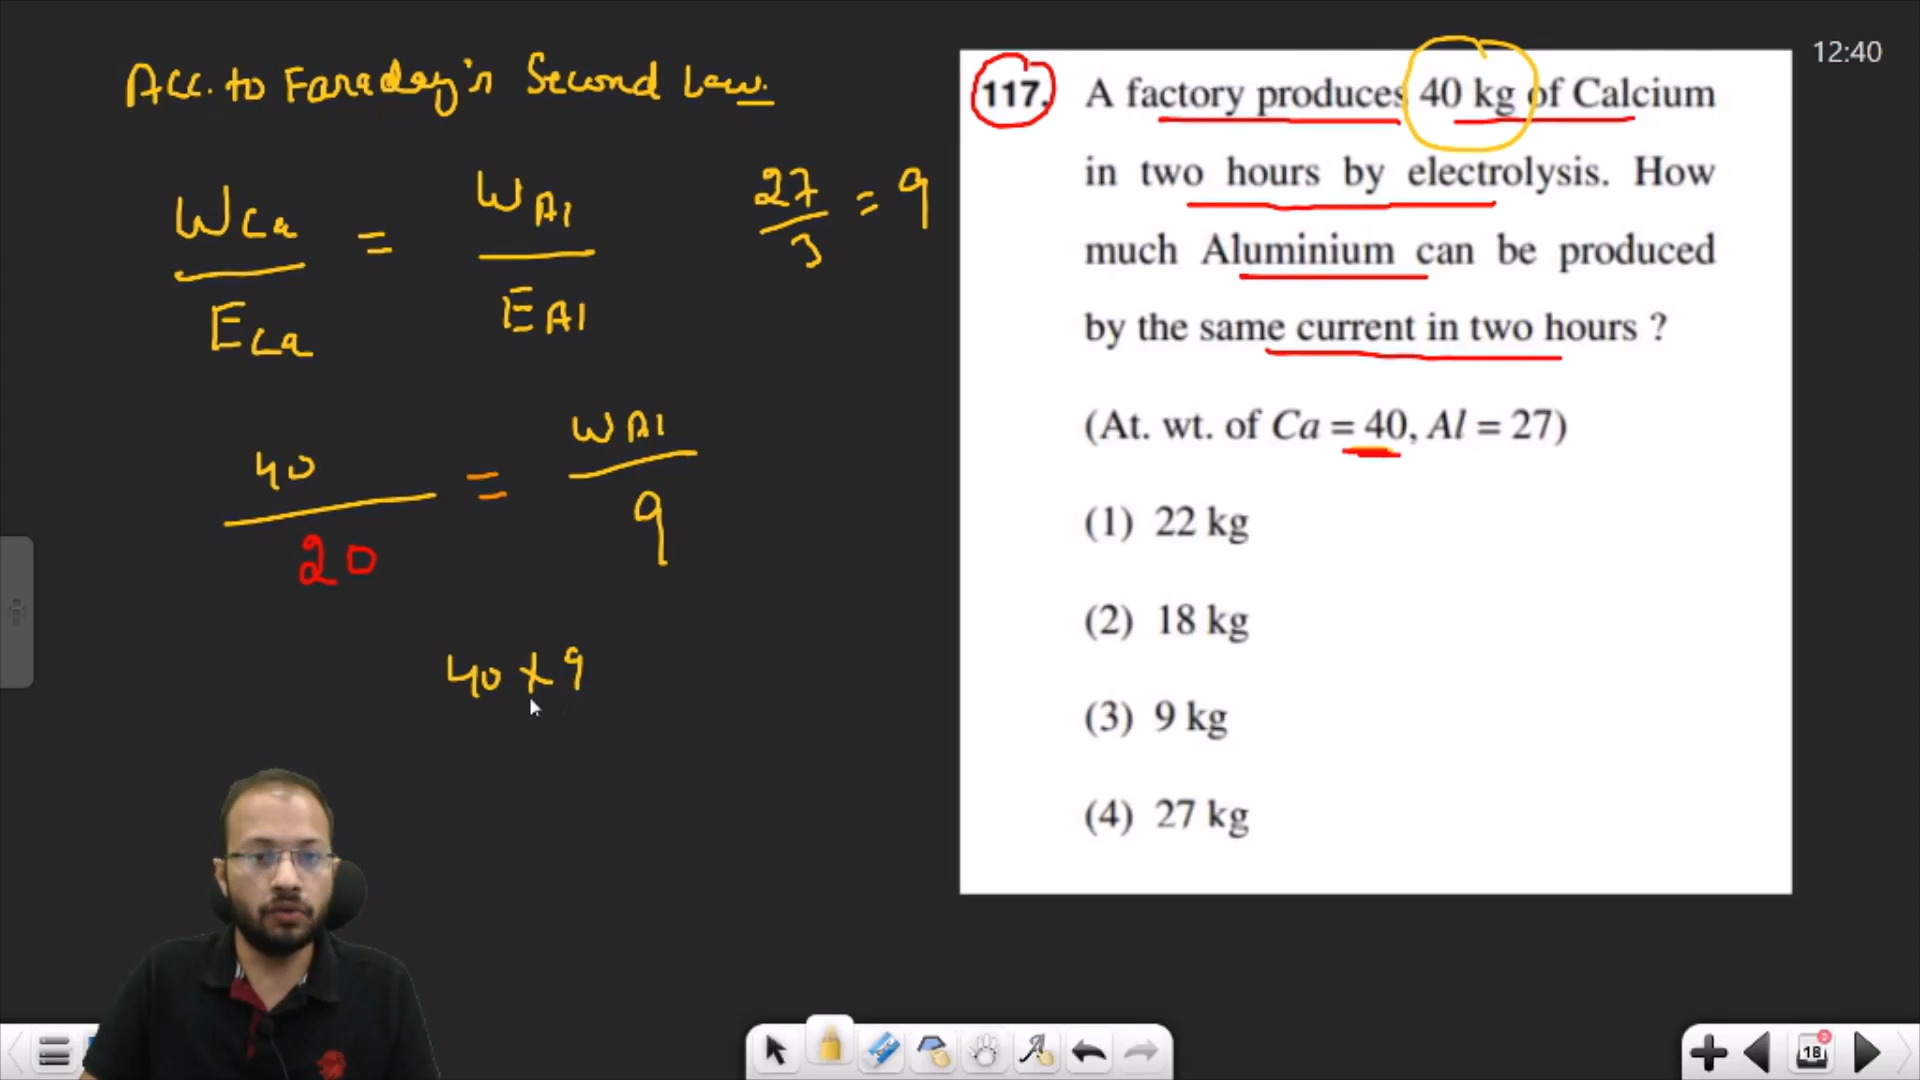 12:40
Acc. to Faraday's Second Law.
WCa / ECa = WAl / EAl
27/3 = 9
40 / 20 = WAl / 9
40 × 9
117. A factory produces 40 kg of Calcium
in two hours by electrolysis. How
much Aluminium can be produced
by the same current in two hours ?
(At. wt. of Ca = 40, Al = 27)
(1) 22 kg
(2) 18 kg
(3) 9 kg
(4) 27 kg
18